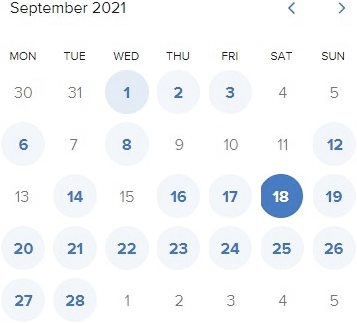 September 2021
MON TUE WED THU FRI SAT SUN
30 31 1 2 3 4 5
6 7 8 9 10 11 12
13 14 15 16 17 18 19
20 21 22 23 24 25 26
27 28 1 2 3 4 5